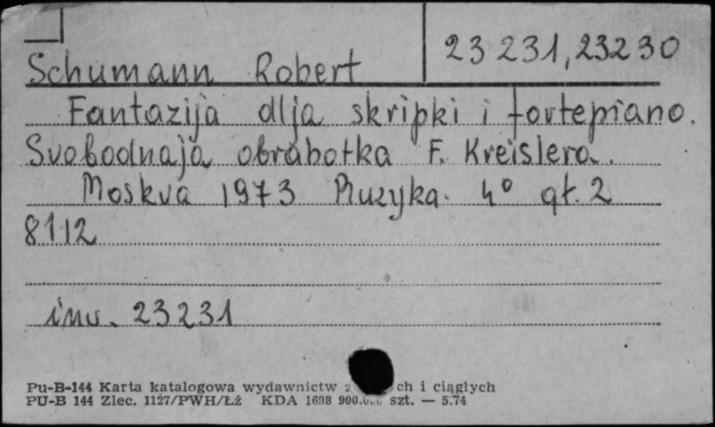 23 231, 23230
Schumann Robert
Fantazija dlja skripki i fortepiano.
Svobodnaja obrabotka F. Kreislera.
Moskva 1973 Muzyka. 4° gł. 2
8112
inw. 23231
Pu-B-144 Karta katalogowa wydawnictw z ch i ciągłych
PU-B 144 Zlec. 1127/PWH/Łź KDA 1698 900. szt. — 5.74